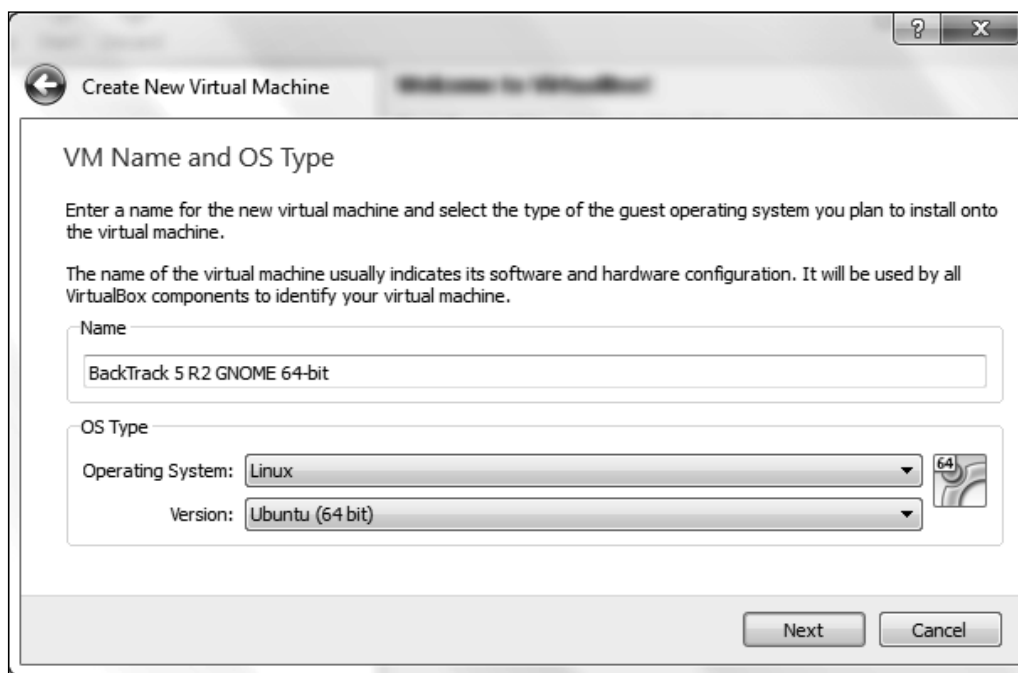 Create New Virtual Machine
Welcome to VirtualBox!
VM Name and OS Type
Enter a name for the new virtual machine and select the type of the guest operating system you plan to install onto
the virtual machine.
The name of the virtual machine usually indicates its software and hardware configuration. It will be used by all
VirtualBox components to identify your virtual machine.
Name
BackTrack 5 R2 GNOME 64-bit
OS Type
Operating System: Linux
64
Version: Ubuntu (64 bit)
Next Cancel